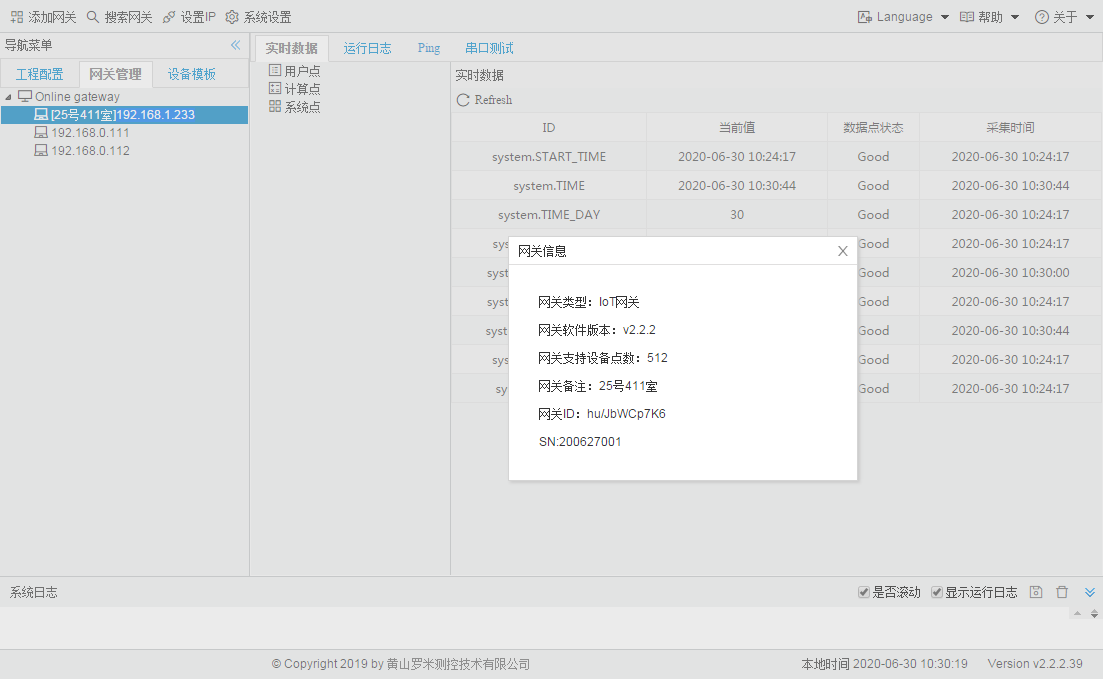 添加网关 搜索网关 设置IP 系统设置 Language 帮助 关于
导航菜单
工程配置 网关管理 设备模板
Online gateway
[25号411室]192.168.1.233
192.168.0.111
192.168.0.112
实时数据 运行日志 Ping 串口测试
用户点
计算点
系统点
实时数据
Refresh
ID 当前值 数据点状态 采集时间
system.START_TIME 2020-06-30 10:24:17 Good 2020-06-30 10:24:17
system.TIME 2020-06-30 10:30:44 Good 2020-06-30 10:30:44
system.TIME_DAY 30 Good 2020-06-30 10:24:17
sys Good 2020-06-30 10:24:17
syst Good 2020-06-30 10:30:00
syst Good 2020-06-30 10:24:17
syst Good 2020-06-30 10:30:44
sys Good 2020-06-30 10:24:17
sy Good 2020-06-30 10:24:17
网关信息
网关类型：IoT网关
网关软件版本：v2.2.2
网关支持设备点数：512
网关备注：25号411室
网关ID：hu/JbWCp7K6
SN:200627001
系统日志 是否滚动 显示运行日志
© Copyright 2019 by 黄山罗米测控技术有限公司 本地时间 2020-06-30 10:30:19 Version v2.2.2.39